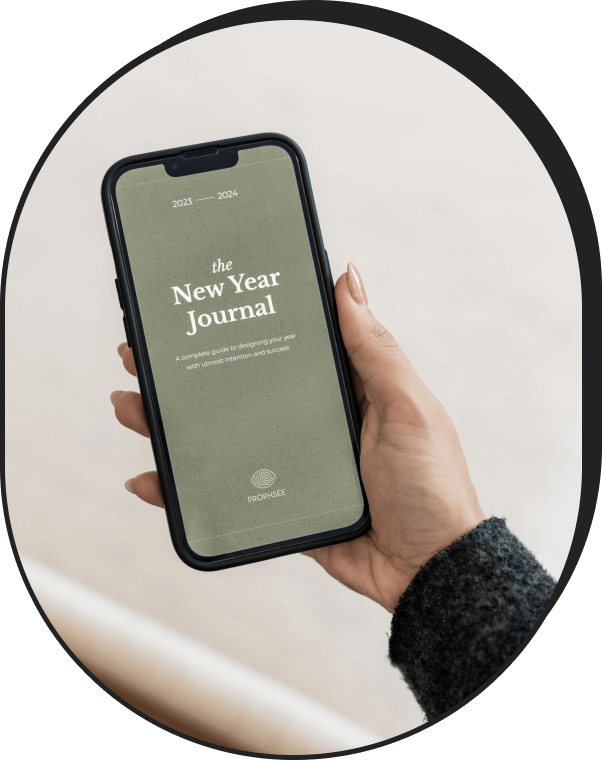 2023 — 2024
the
New Year
Journal
A complete guide to designing your year
with utmost intention and success
PROPHSEE